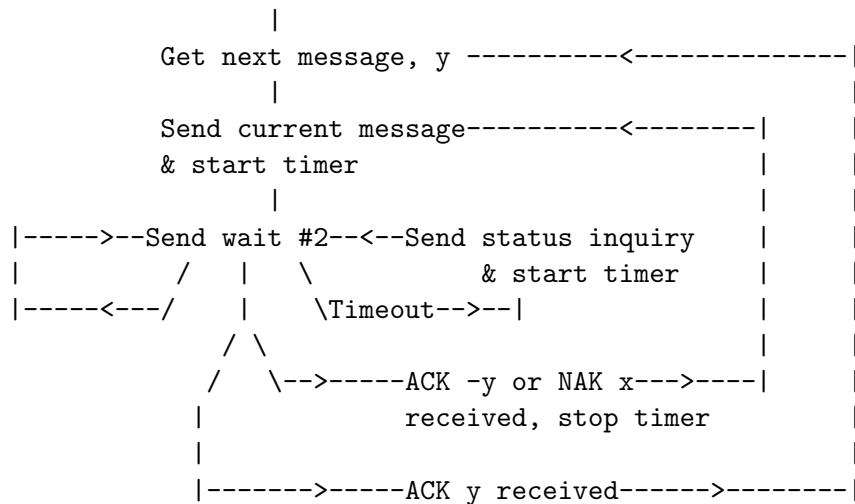 |
Get next message, y ----------<--------------|
| |
Send current message----------<--------| |
& start timer | |
| | |
|----->--Send wait #2--<--Send status inquiry | |
| / | \ & start timer | |
|-----<---/ | \Timeout-->--| | |
/ \ | |
/ \-->-----ACK -y or NAK x--->----| |
| received, stop timer |
| |
|------->-----ACK y received------>--------|